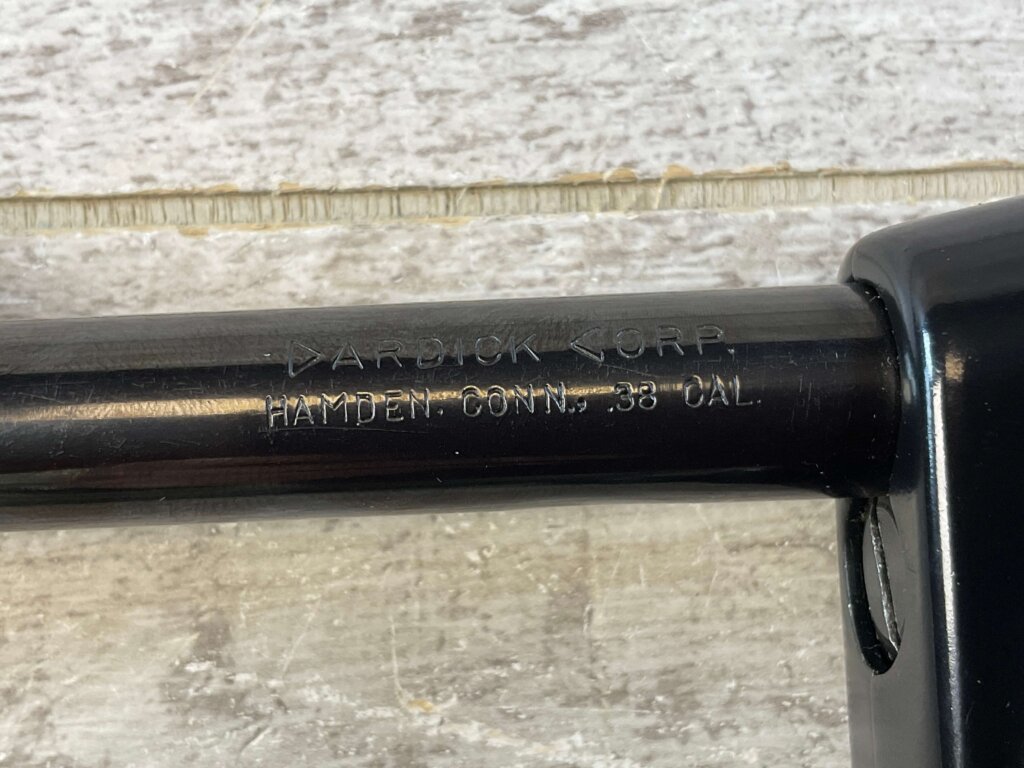 DARDICK CORP.
HAMDEN. CONN., .38 CAL.